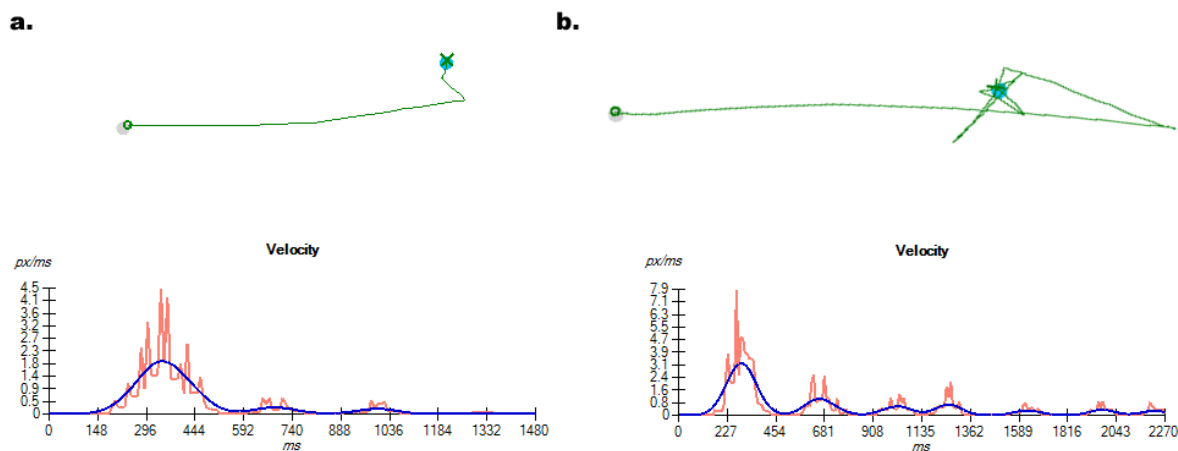 a.
b.
Velocity
px/ms
4.5
4.1
3.6
3.2
2.7
2.3
1.8
1.4
0.9
0.5
0
0 148 296 444 592 740 888 1036 1184 1332 1480
ms
Velocity
px/ms
7.9
7.1
6.3
5.5
4.7
3.9
3.1
2.4
1.6
0.8
0
0 227 454 681 908 1135 1362 1589 1816 2043 2270
ms